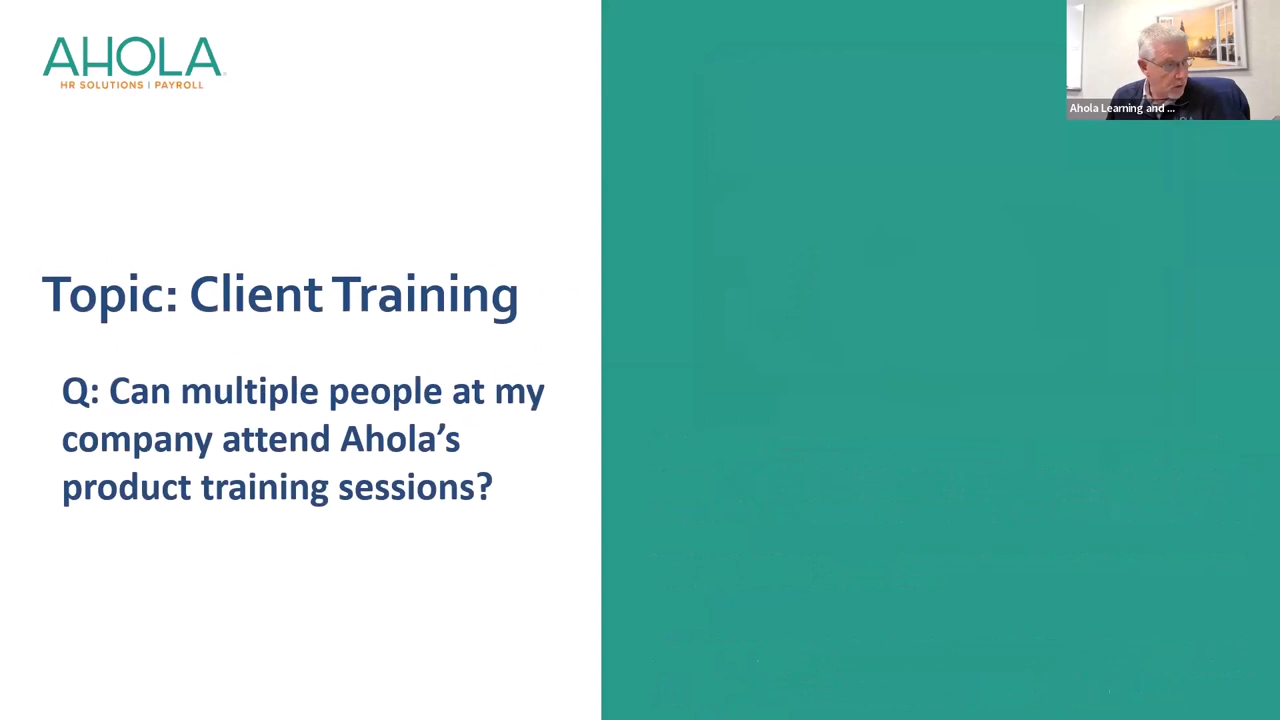 AHOLA
HR SOLUTIONS | PAYROLL
Ahola Learning and ...
Topic: Client Training
Q: Can multiple people at my
company attend Ahola’s
product training sessions?